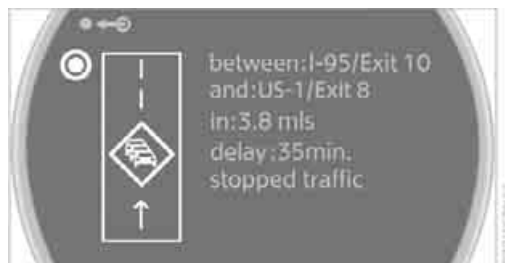 between:I-95/Exit 10
and:US-1/Exit 8
in:3.8 mls
delay:35min.
stopped traffic